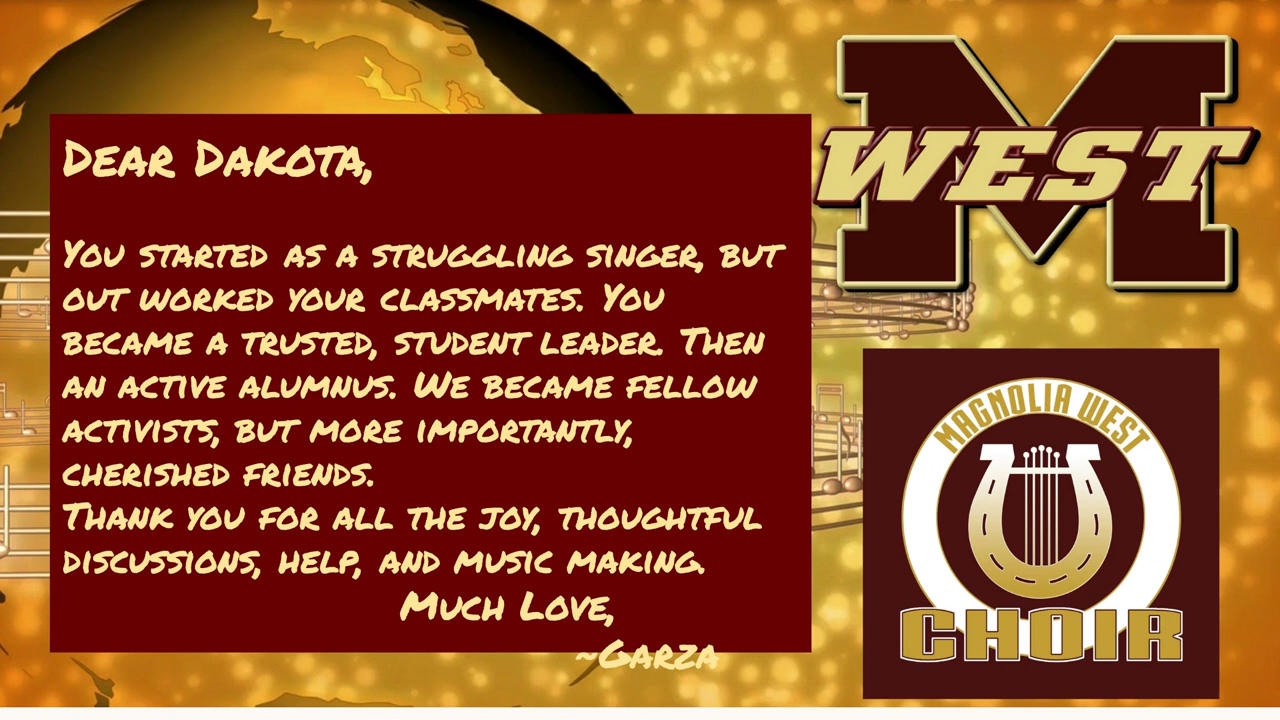 Dear Dakota,
You started as a struggling singer, but
out worked your classmates. You
became a trusted, student leader. Then
an active alumnus. We became fellow
activists, but more importantly,
cherished friends.
Thank you for all the joy, thoughtful
discussions, help, and music making.
Much Love,
~Garza
M
WEST
MAGNOLIA WEST
CHOIR